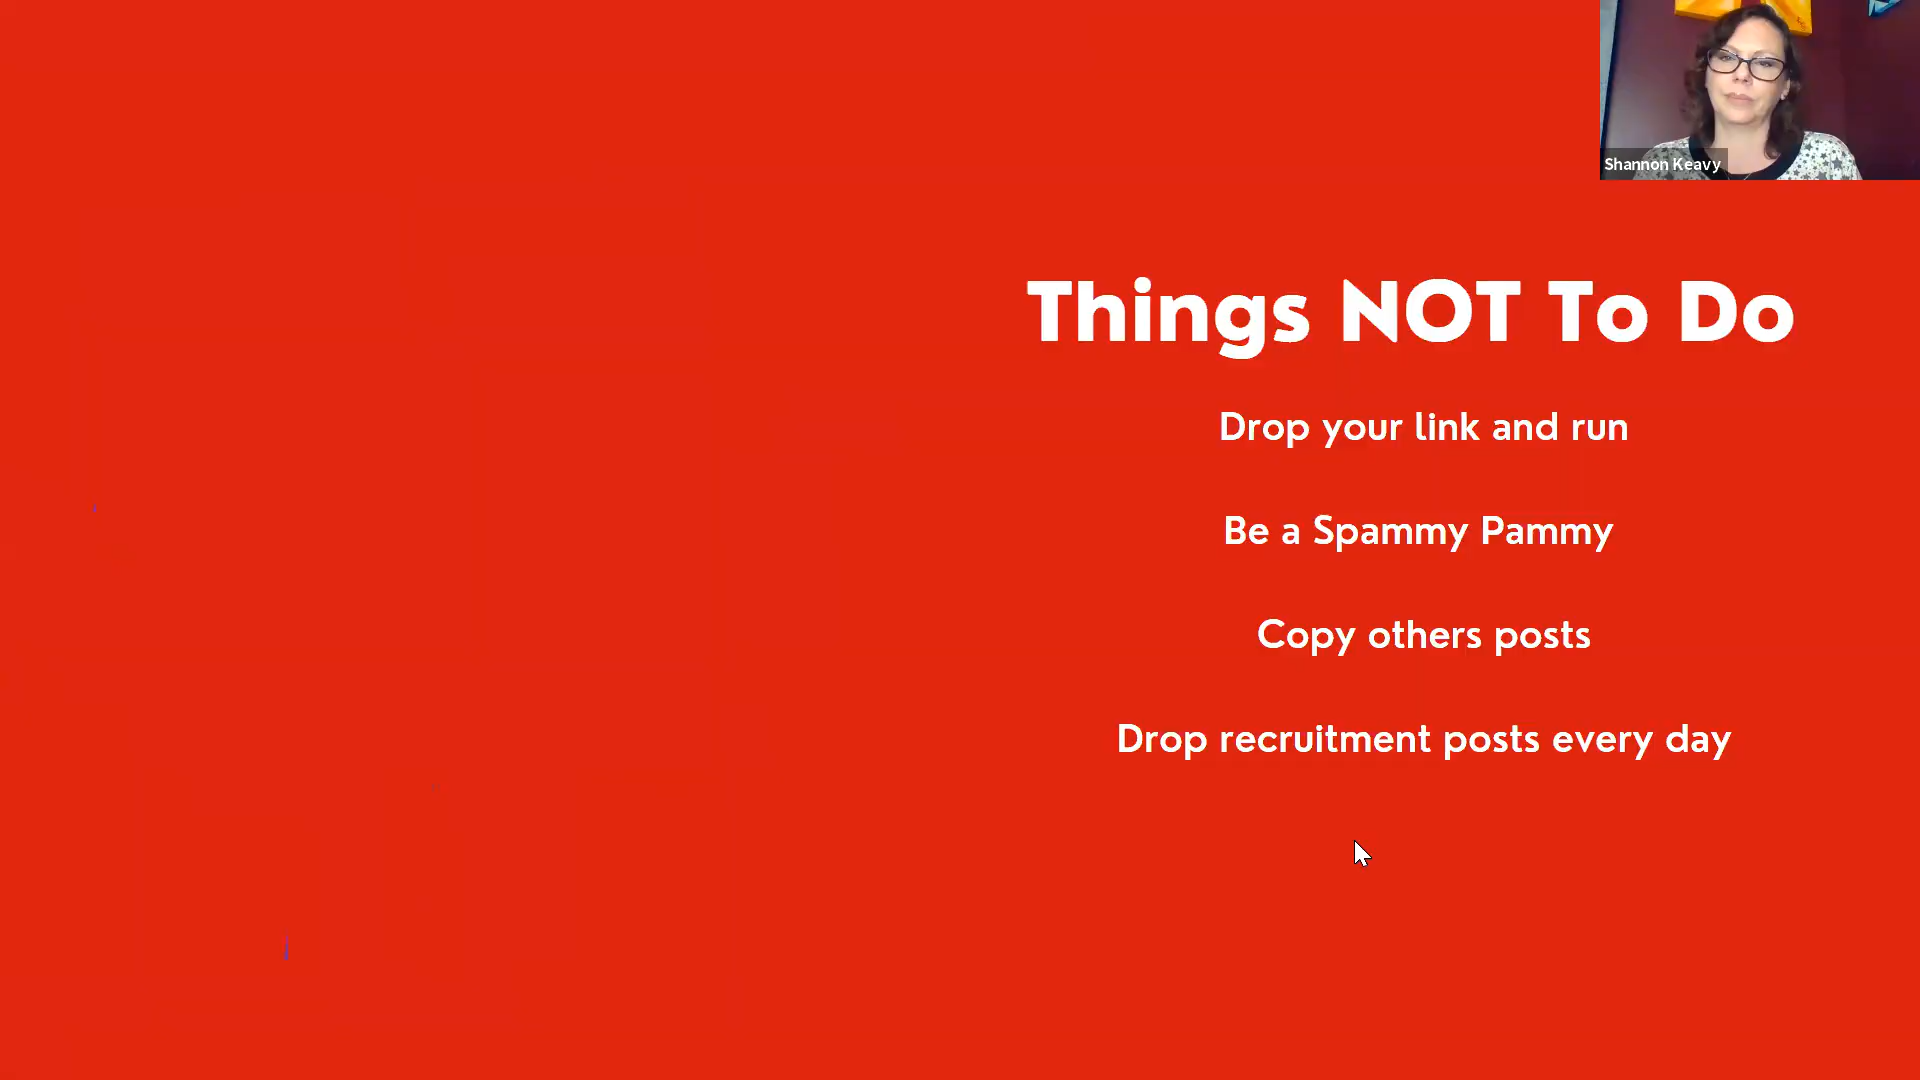 Shannon Keavy
Things NOT To Do
Drop your link and run
Be a Spammy Pammy
Copy others posts
Drop recruitment posts every day